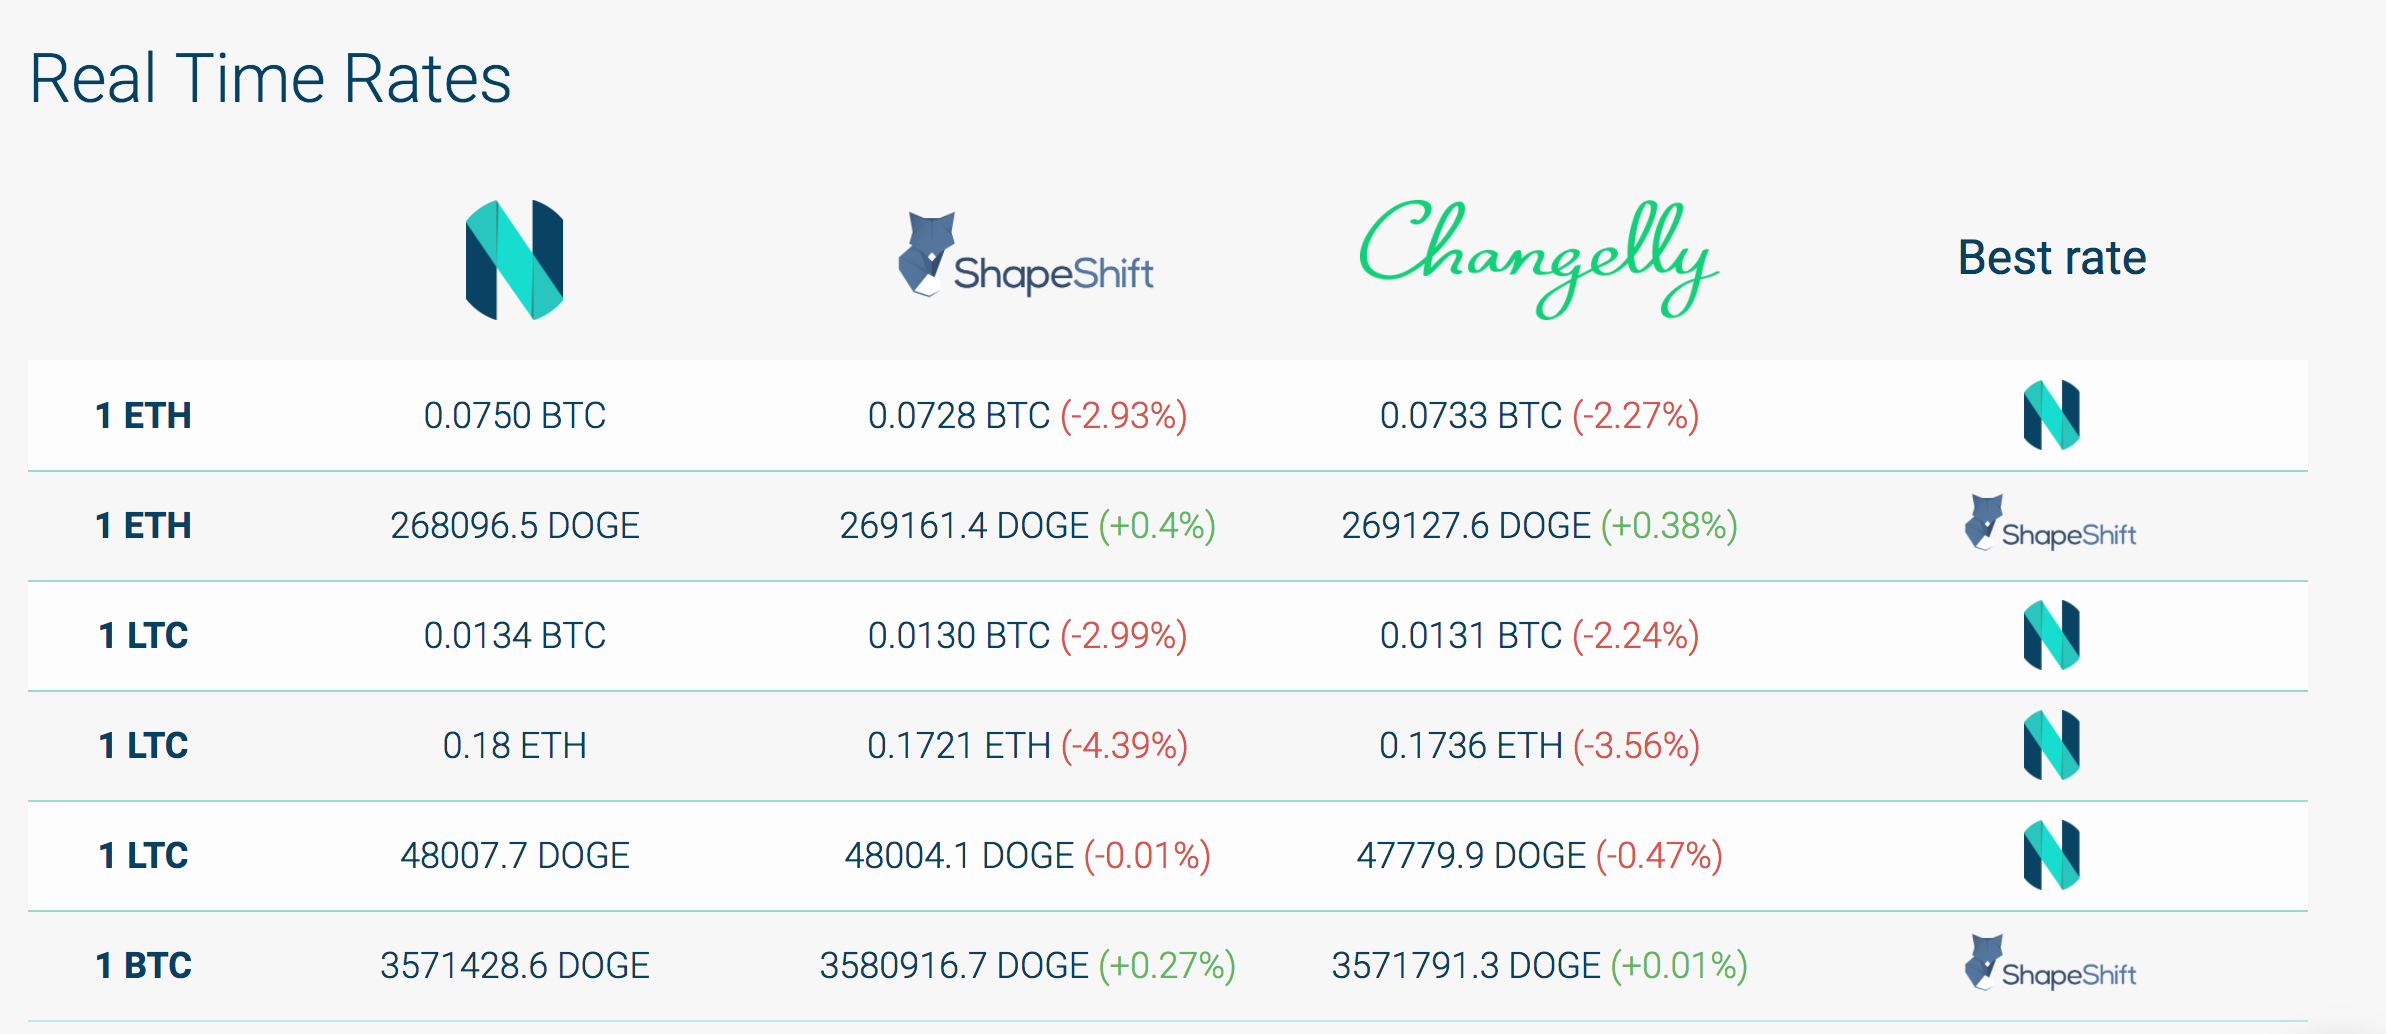 Real Time Rates
ShapeShift Changelly Best rate
1 ETH 0.0750 BTC 0.0728 BTC (-2.93%) 0.0733 BTC (-2.27%)
1 ETH 268096.5 DOGE 269161.4 DOGE (+0.4%) 269127.6 DOGE (+0.38%) ShapeShift
1 LTC 0.0134 BTC 0.0130 BTC (-2.99%) 0.0131 BTC (-2.24%)
1 LTC 0.18 ETH 0.1721 ETH (-4.39%) 0.1736 ETH (-3.56%)
1 LTC 48007.7 DOGE 48004.1 DOGE (-0.01%) 47779.9 DOGE (-0.47%)
1 BTC 3571428.6 DOGE 3580916.7 DOGE (+0.27%) 3571791.3 DOGE (+0.01%) ShapeShift